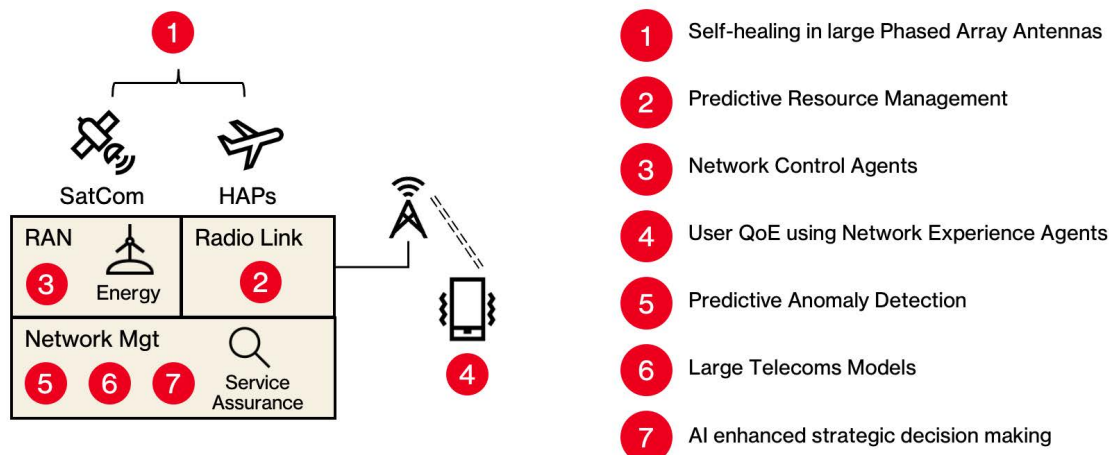 1
SatCom
HAPs
RAN
Radio Link
3
Energy
2
Network Mgt
5
6
7
Service
Assurance
4
1 Self-healing in large Phased Array Antennas
2 Predictive Resource Management
3 Network Control Agents
4 User QoE using Network Experience Agents
5 Predictive Anomaly Detection
6 Large Telecoms Models
7 AI enhanced strategic decision making